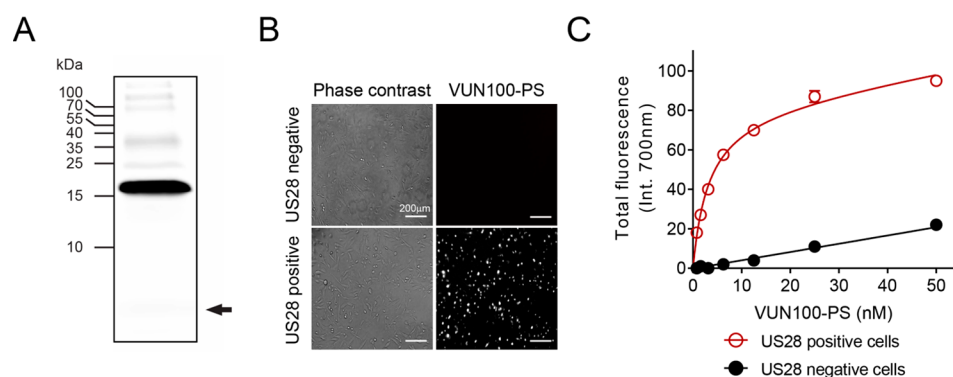 A
kDa
100
70
55
40
35
25
15
10
B
Phase contrast VUN100-PS
US28 negative
200μm
US28 positive
C
Total fluorescence
(Int. 700nm)
100
80
60
40
20
0
0 10 20 30 40 50
VUN100-PS (nM)
US28 positive cells
US28 negative cells